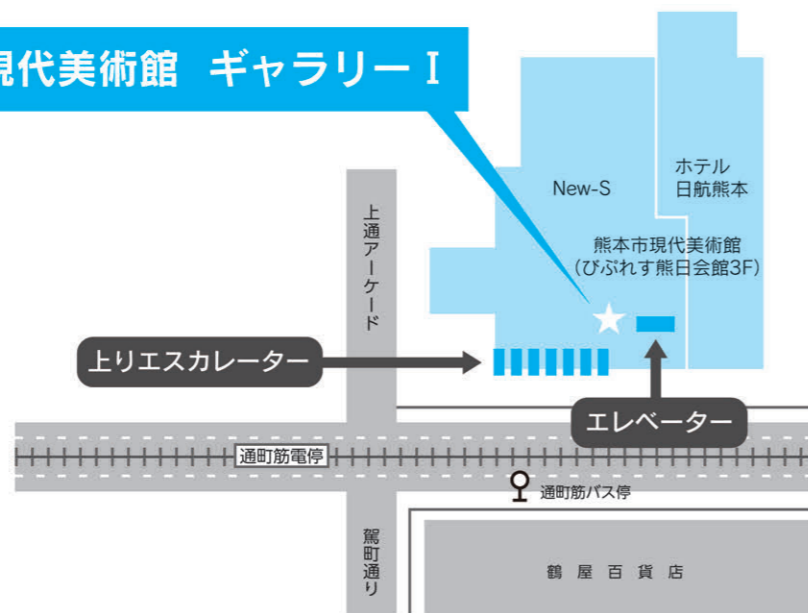 現代美術館 ギャラリー I
ホテル
日航熊本
New-S
熊本市現代美術館
(びぷれす熊日会館3F)
上通アーケード
上りエスカレーター
エレベーター
通町筋電停
通町筋バス停
駕町通り
鶴屋百貨店